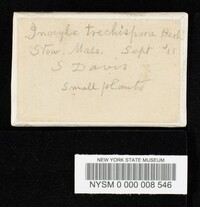 Inocybe trechispora Berk.
Stow. Mass. Sept '11
S Davis
small plants
NEW YORK STATE MUSEUM
NYSM 0 000 008 546